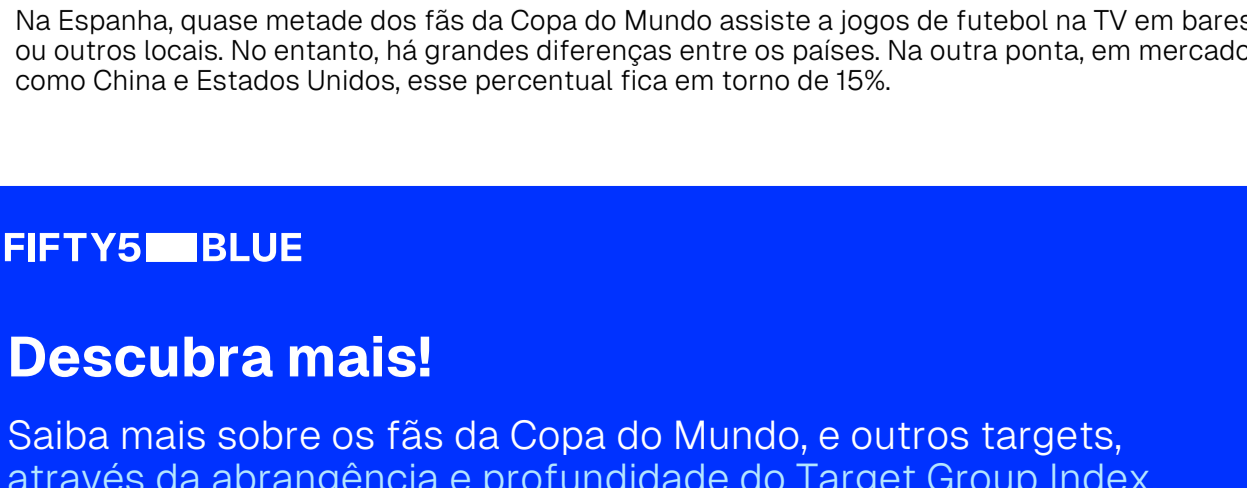 Na Espanha, quase metade dos fãs da Copa do Mundo assiste a jogos de futebol na TV em bares
ou outros locais. No entanto, há grandes diferenças entre os países. Na outra ponta, em mercado
como China e Estados Unidos, esse percentual fica em torno de 15%.
FIFTY5 BLUE
Descubra mais!
Saiba mais sobre os fãs da Copa do Mundo, e outros targets,
através da abrangência e profundidade do Target Group Index